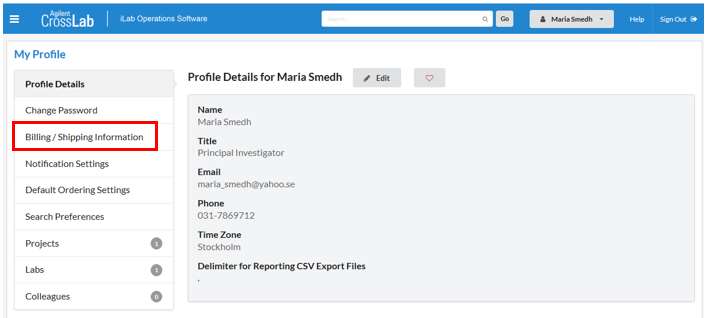 Agilent
CrossLab
iLab Operations Software
Search...
Go
Maria Smedh
Help
Sign Out
My Profile
Profile Details
Change Password
Billing / Shipping Information
Notification Settings
Default Ordering Settings
Search Preferences
Projects 1
Labs 1
Colleagues 0
Profile Details for Maria Smedh
Edit
Name
Maria Smedh
Title
Principal Investigator
Email
maria_smedh@yahoo.se
Phone
031-7869712
Time Zone
Stockholm
Delimiter for Reporting CSV Export Files
,